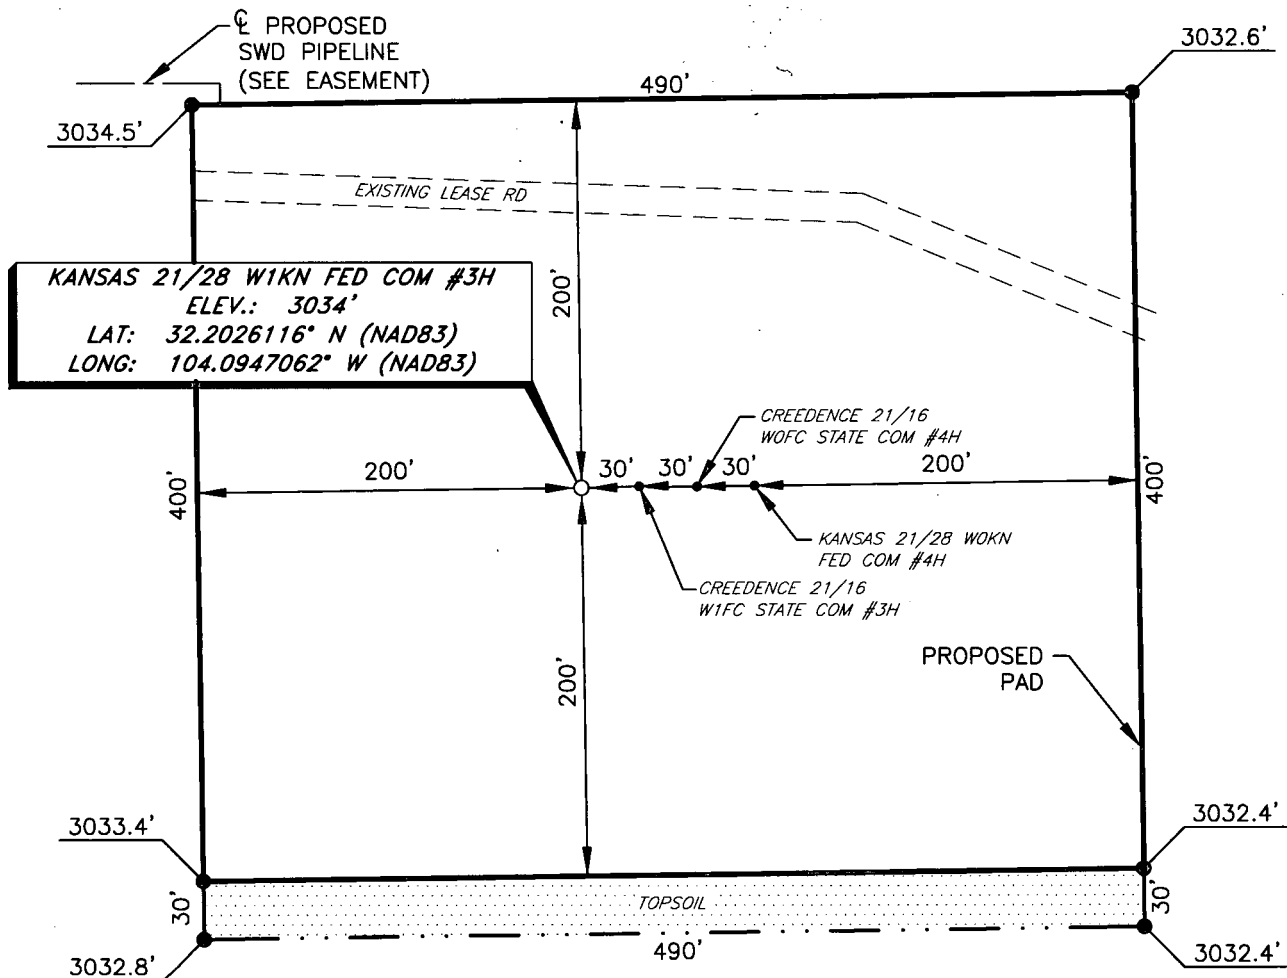 ℄ PROPOSED
SWD PIPELINE
(SEE EASEMENT)
3032.6'
490'
3034.5'
EXISTING LEASE RD
KANSAS 21/28 W1KN FED COM #3H
ELEV.: 3034'
LAT: 32.2026116° N (NAD83)
LONG: 104.0947062° W (NAD83)
200'
CREEDENCE 21/16
W0FC STATE COM #4H
200'
30'
30'
30'
200'
400'
400'
KANSAS 21/28 W0KN
FED COM #4H
CREEDENCE 21/16
W1FC STATE COM #3H
200'
PROPOSED
PAD
3033.4'
3032.4'
30'
TOPSOIL
30'
490'
3032.8'
3032.4'